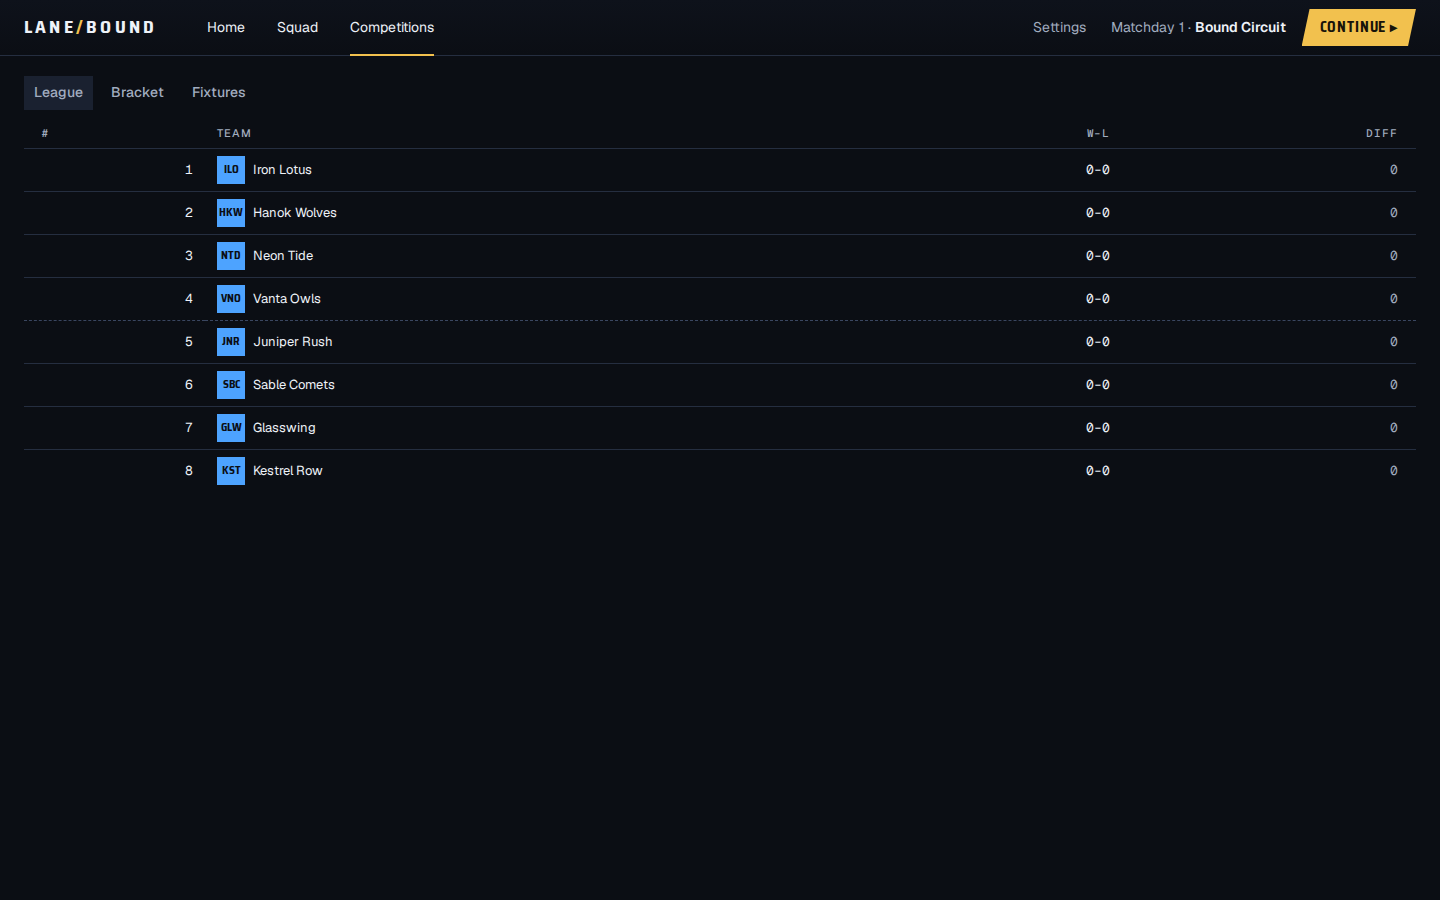 LANE/BOUND Home Squad Competitions Settings Matchday 1 · Bound Circuit CONTINUE ▸
League Bracket Fixtures
# TEAM W-L DIFF
1 ILO Iron Lotus 0-0 0
2 HKW Hanok Wolves 0-0 0
3 NTD Neon Tide 0-0 0
4 VNO Vanta Owls 0-0 0
5 JNR Juniper Rush 0-0 0
6 SBC Sable Comets 0-0 0
7 GLW Glasswing 0-0 0
8 KST Kestrel Row 0-0 0